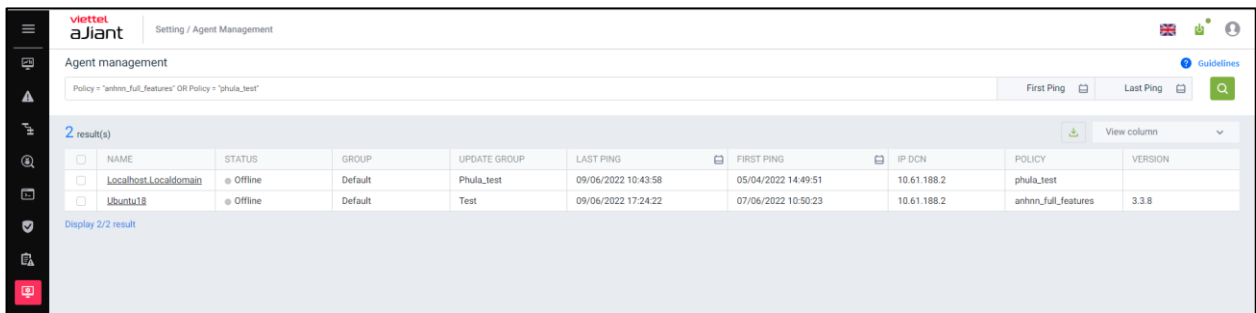 viettel
aJiant
Setting / Agent Management
Agent management
Guidelines
Policy = "anhnn_full_features" OR Policy = "phula_test"
First Ping
Last Ping
2 result(s)
View column
NAME STATUS GROUP UPDATE GROUP LAST PING FIRST PING IP DCN POLICY VERSION
Localhost.Localdomain Offline Default Phula_test 09/06/2022 10:43:58 05/04/2022 14:49:51 10.61.188.2 phula_test
Ubuntu18 Offline Default Test 09/06/2022 17:24:22 07/06/2022 10:50:23 10.61.188.2 anhnn_full_features 3.3.8
Display 2/2 result